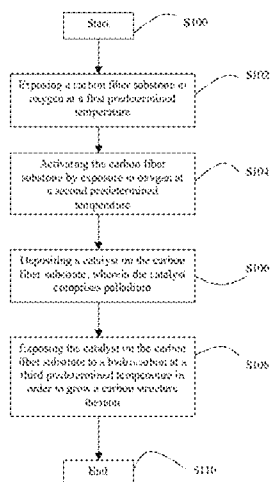 Start
S100
Exposing a carbon fiber substrate to
oxygen at a first predetermined
temperature
S102
Activating the carbon fiber
substrate by exposure to oxygen at
a second predetermined
temperature
S104
Depositing a catalyst on the carbon
fiber substrate, wherein the catalyst
comprises palladium
S106
Exposing the catalyst on the carbon
fiber substrate to a hydrocarbon at a
third predetermined temperature in
order to grow a carbon structure
thereon
S108
End
S110